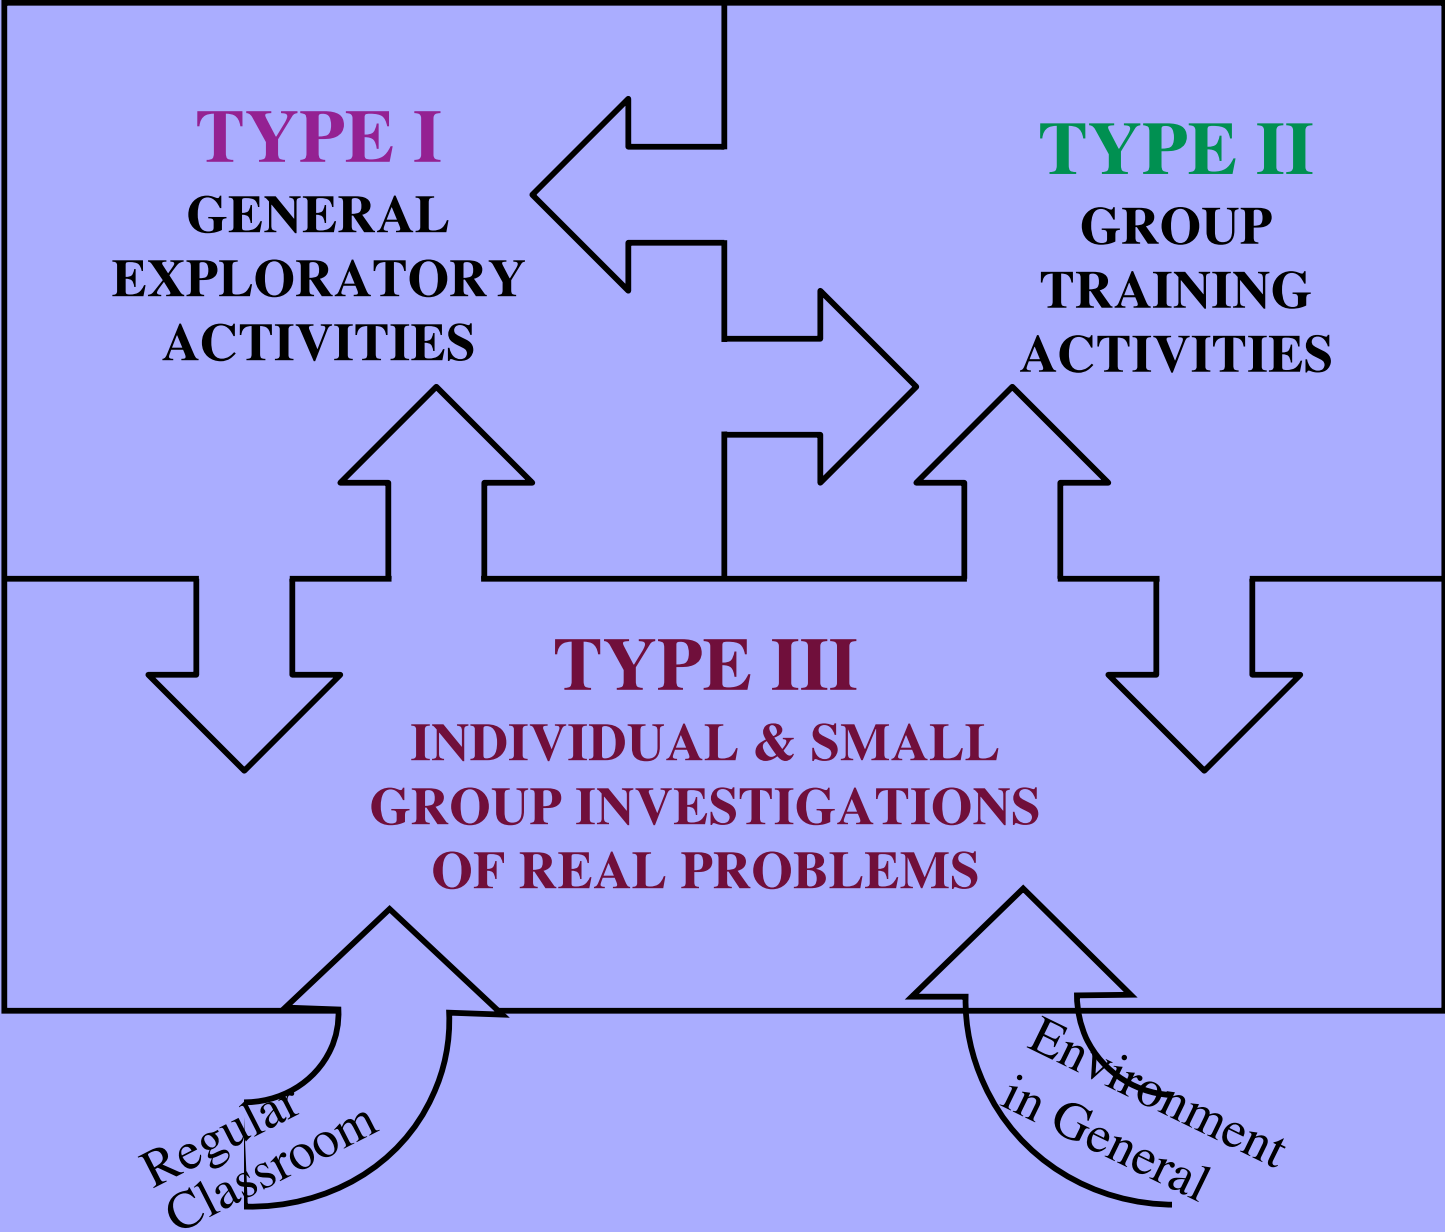 TYPE I
GENERAL
EXPLORATORY
ACTIVITIES
TYPE II
GROUP
TRAINING
ACTIVITIES
TYPE III
INDIVIDUAL & SMALL
GROUP INVESTIGATIONS
OF REAL PROBLEMS
Regular
Classroom
Environment
in General